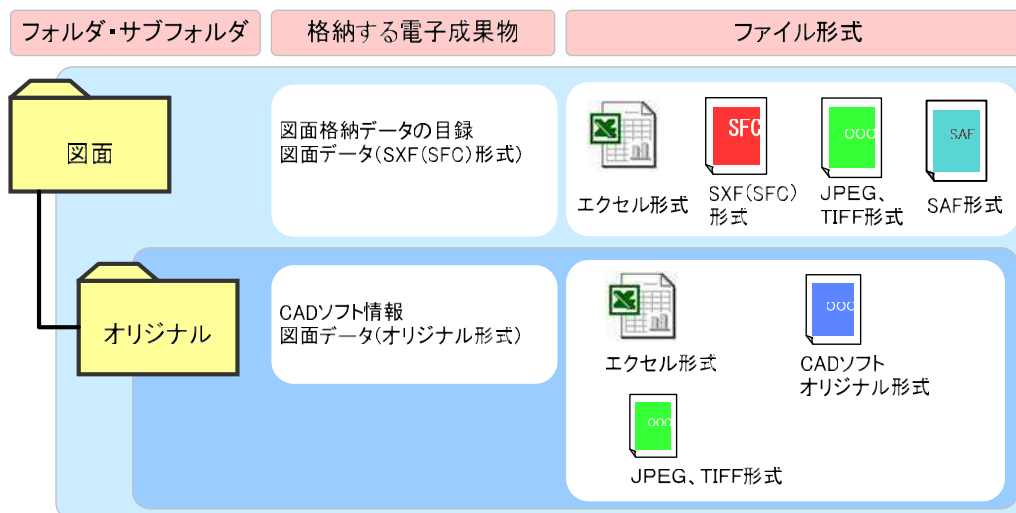 フォルダ・サブフォルダ
格納する電子成果物
ファイル形式
図面
図面格納データの目録
図面データ(SXF(SFC)形式)
エクセル形式
SFC
SXF(SFC)
形式
OOO
JPEG、
TIFF形式
SAF
SAF形式
オリジナル
CADソフト情報
図面データ(オリジナル形式)
エクセル形式
OOO
CADソフト
オリジナル形式
OOO
JPEG、TIFF形式